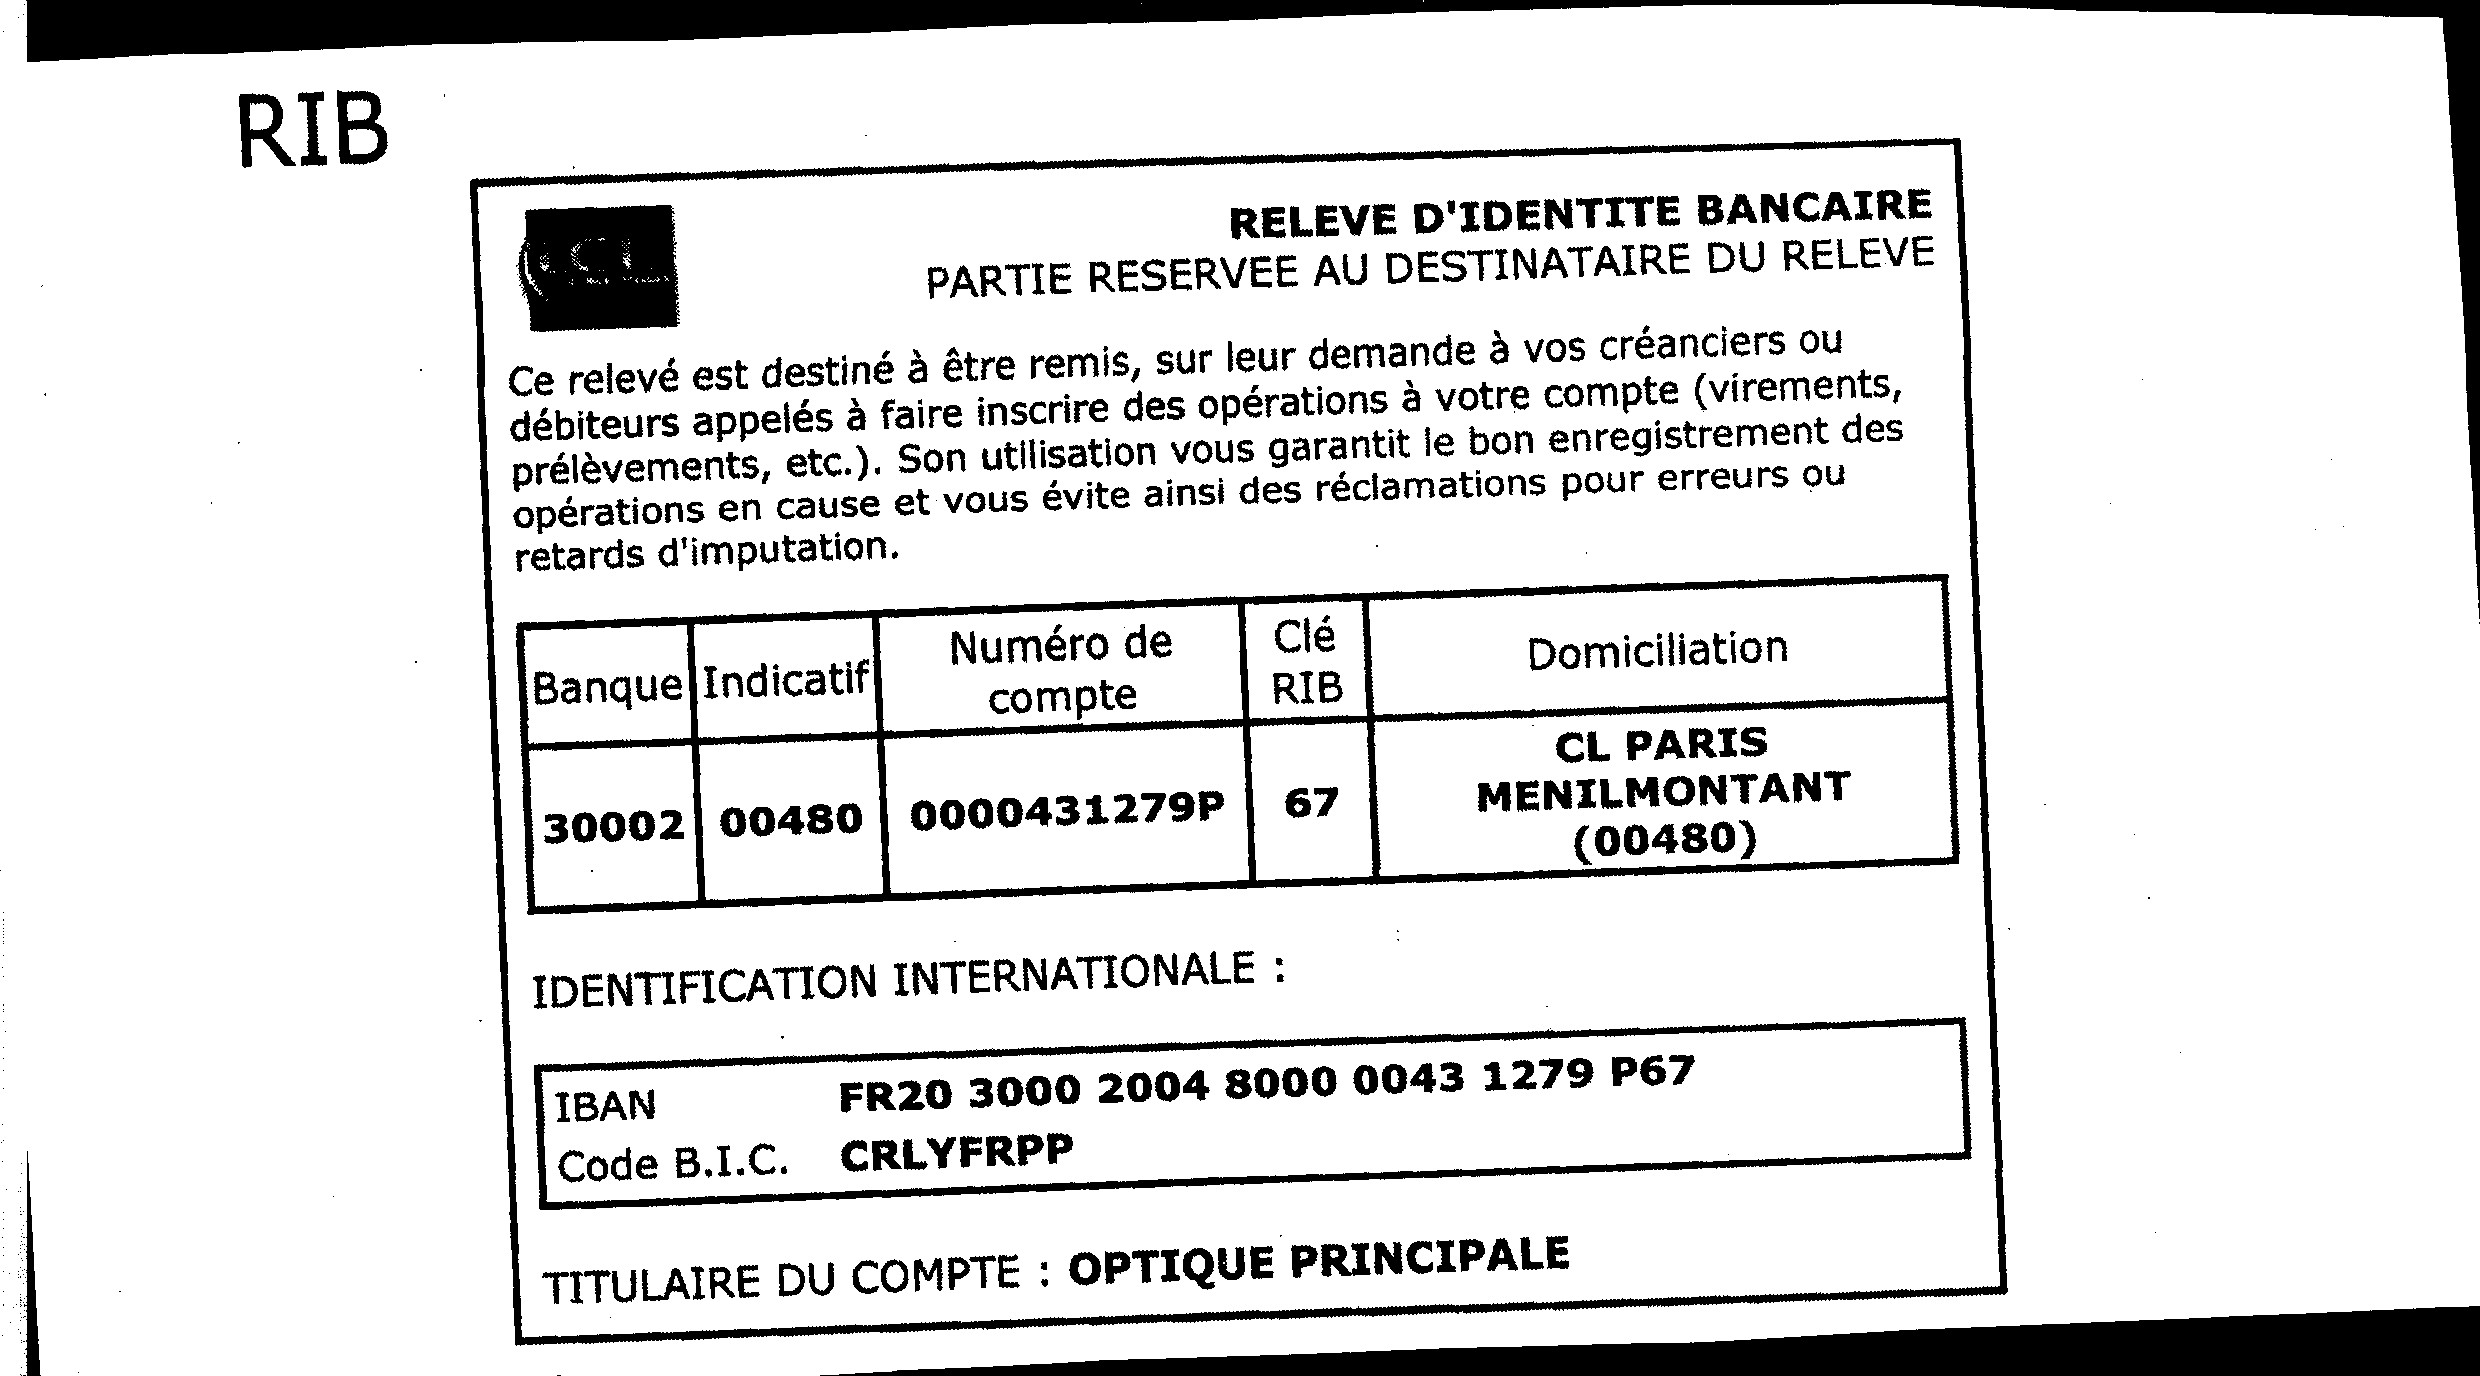 RIB
LCL
RELEVE D'IDENTITE BANCAIRE
PARTIE RESERVEE AU DESTINATAIRE DU RELEVE
Ce relevé est destiné à être remis, sur leur demande à vos créanciers ou
débiteurs appelés à faire inscrire des opérations à votre compte (virements,
prélèvements, etc.). Son utilisation vous garantit le bon enregistrement des
opérations en cause et vous évite ainsi des réclamations pour erreurs ou
retards d'imputation.
Banque Indicatif Numéro de compte Clé RIB Domiciliation
30002 00480 0000431279P 67 CL PARIS
MENILMONTANT
(00480)
IDENTIFICATION INTERNATIONALE :
IBAN FR20 3000 2004 8000 0043 1279 P67
Code B.I.C. CRLYFRPP
TITULAIRE DU COMPTE : OPTIQUE PRINCIPALE